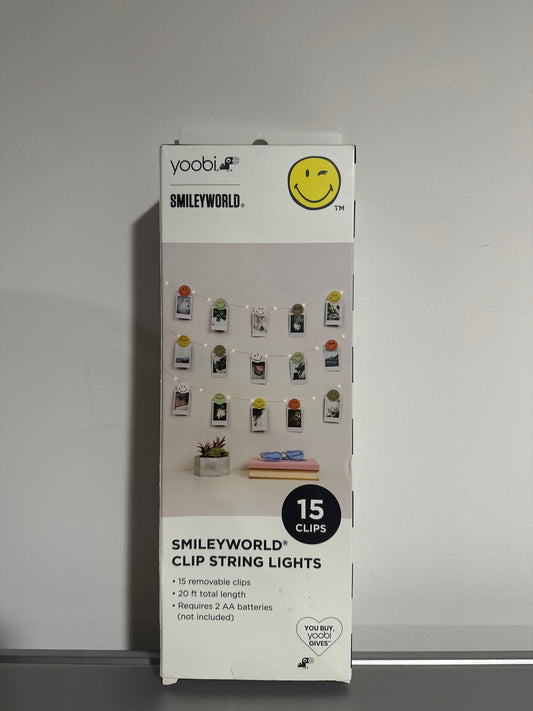 yoobi
SMILEYWORLD®
TM
15
CLIPS
SMILEYWORLD®
CLIP STRING LIGHTS
• 15 removable clips
• 20 ft total length
• Requires 2 AA batteries
(not included)
YOU BUY,
yoobi
GIVES™